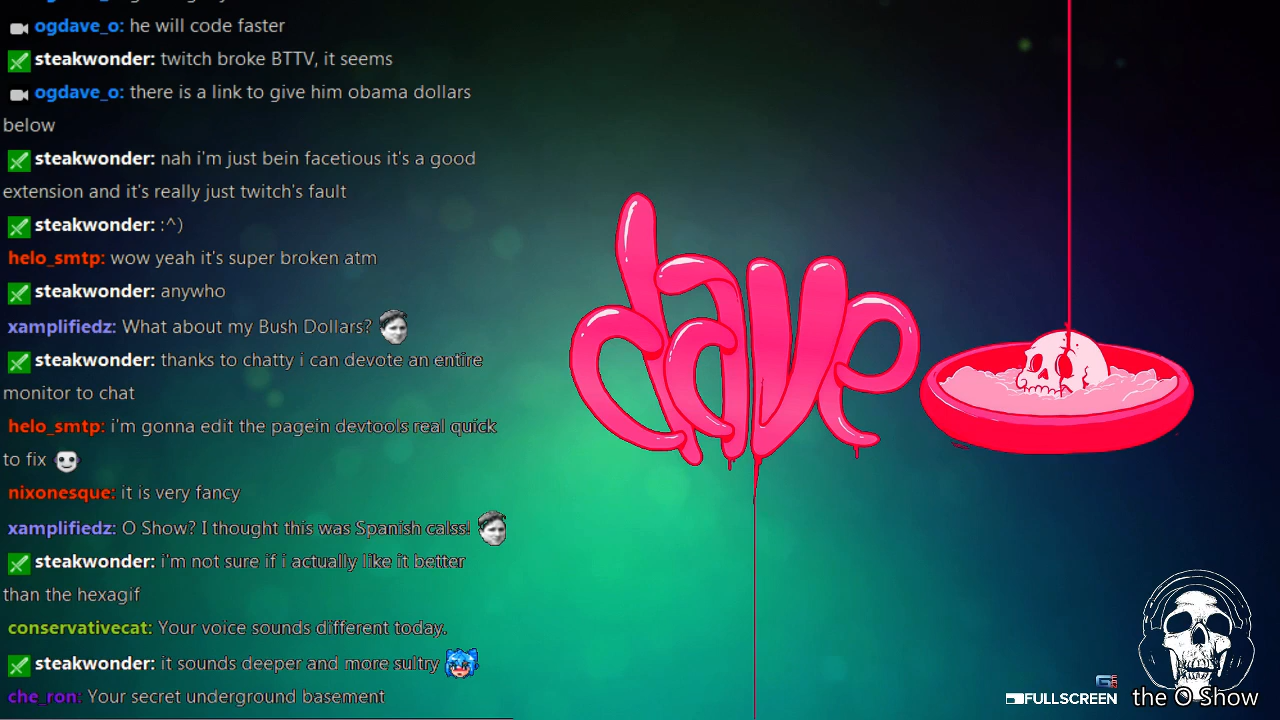 ogdave_o: he will code faster
steakwonder: twitch broke BTTV, it seems
ogdave_o: there is a link to give him obama dollars
below
steakwonder: nah i'm just bein facetious it's a good
extension and it's really just twitch's fault
steakwonder: :^)
helo_smtp: wow yeah it's super broken atm
steakwonder: anywho
xamplifiedz: What about my Bush Dollars?
steakwonder: thanks to chatty i can devote an entire
monitor to chat
helo_smtp: i'm gonna edit the pagein devtools real quick
to fix
nixonesque: it is very fancy
xamplifiedz: O Show? I thought this was Spanish calss!
steakwonder: i'm not sure if i actually like it better
than the hexagif
conservativecat: Your voice sounds different today.
steakwonder: it sounds deeper and more sultry
che_ron: Your secret underground basement
dave
FULLSCREEN
the O Show